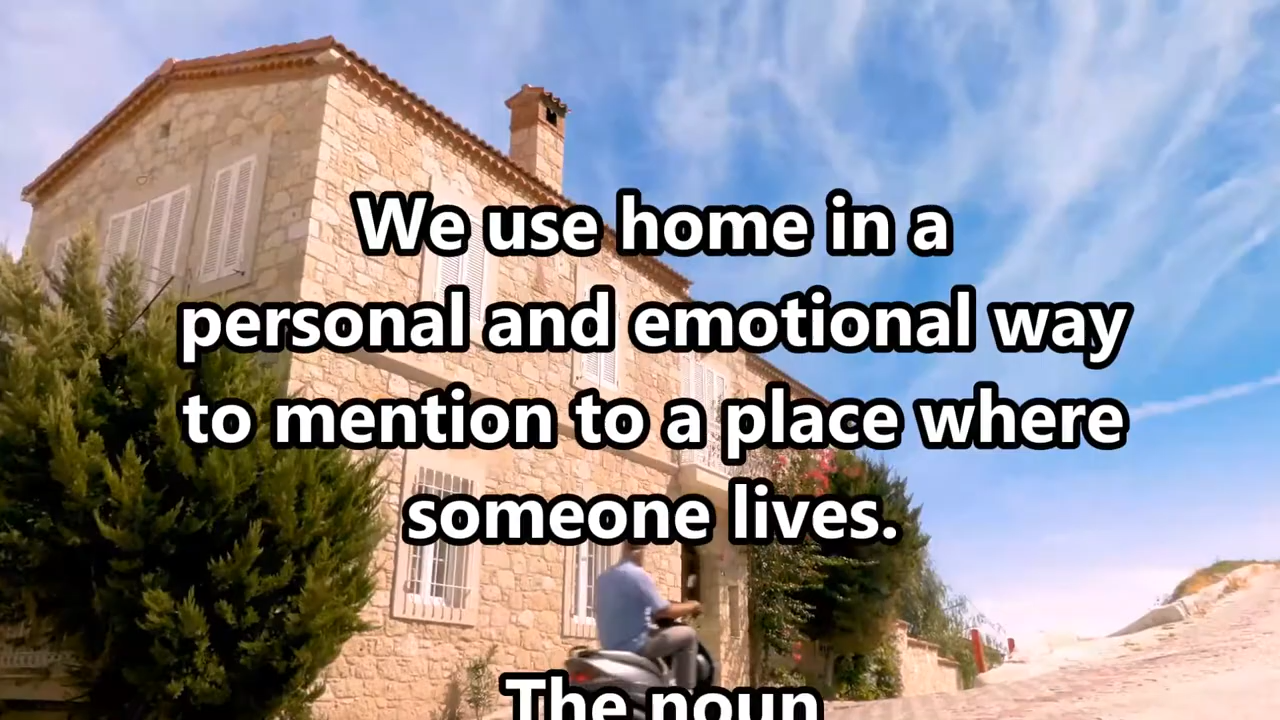 We use home in a
personal and emotional way
to mention to a place where
someone lives.
The noun